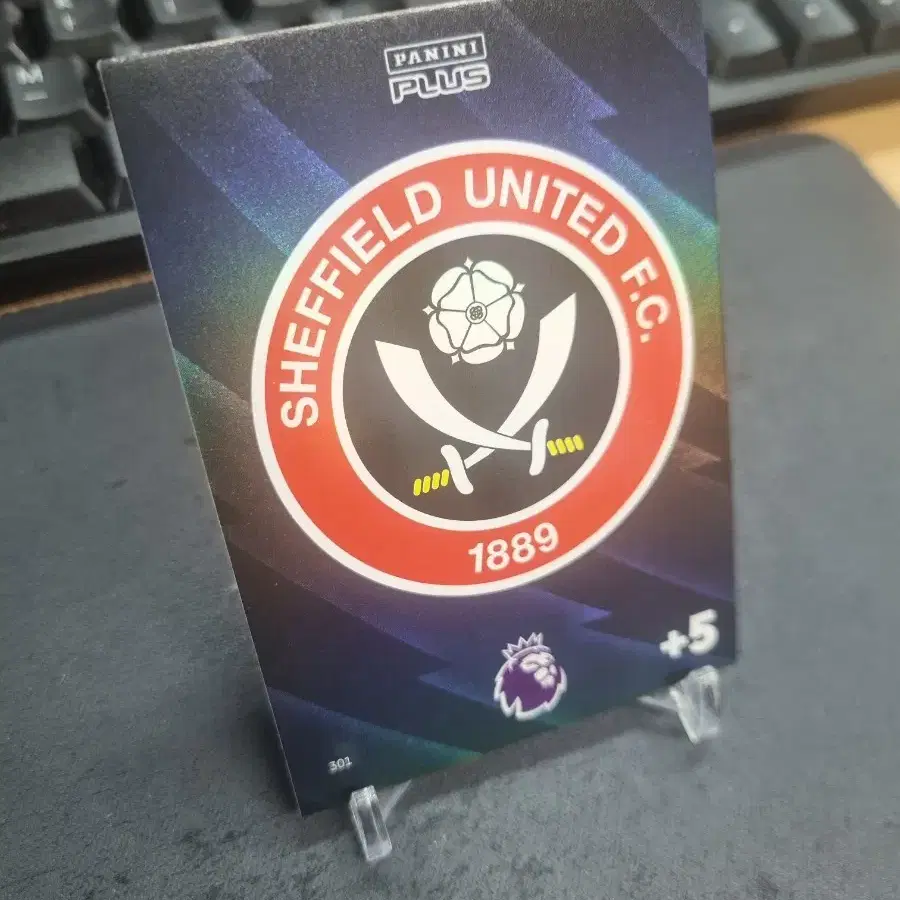 PANINI
PLUS
SHEFFIELD UNITED F.C.
1889
+5
301
M